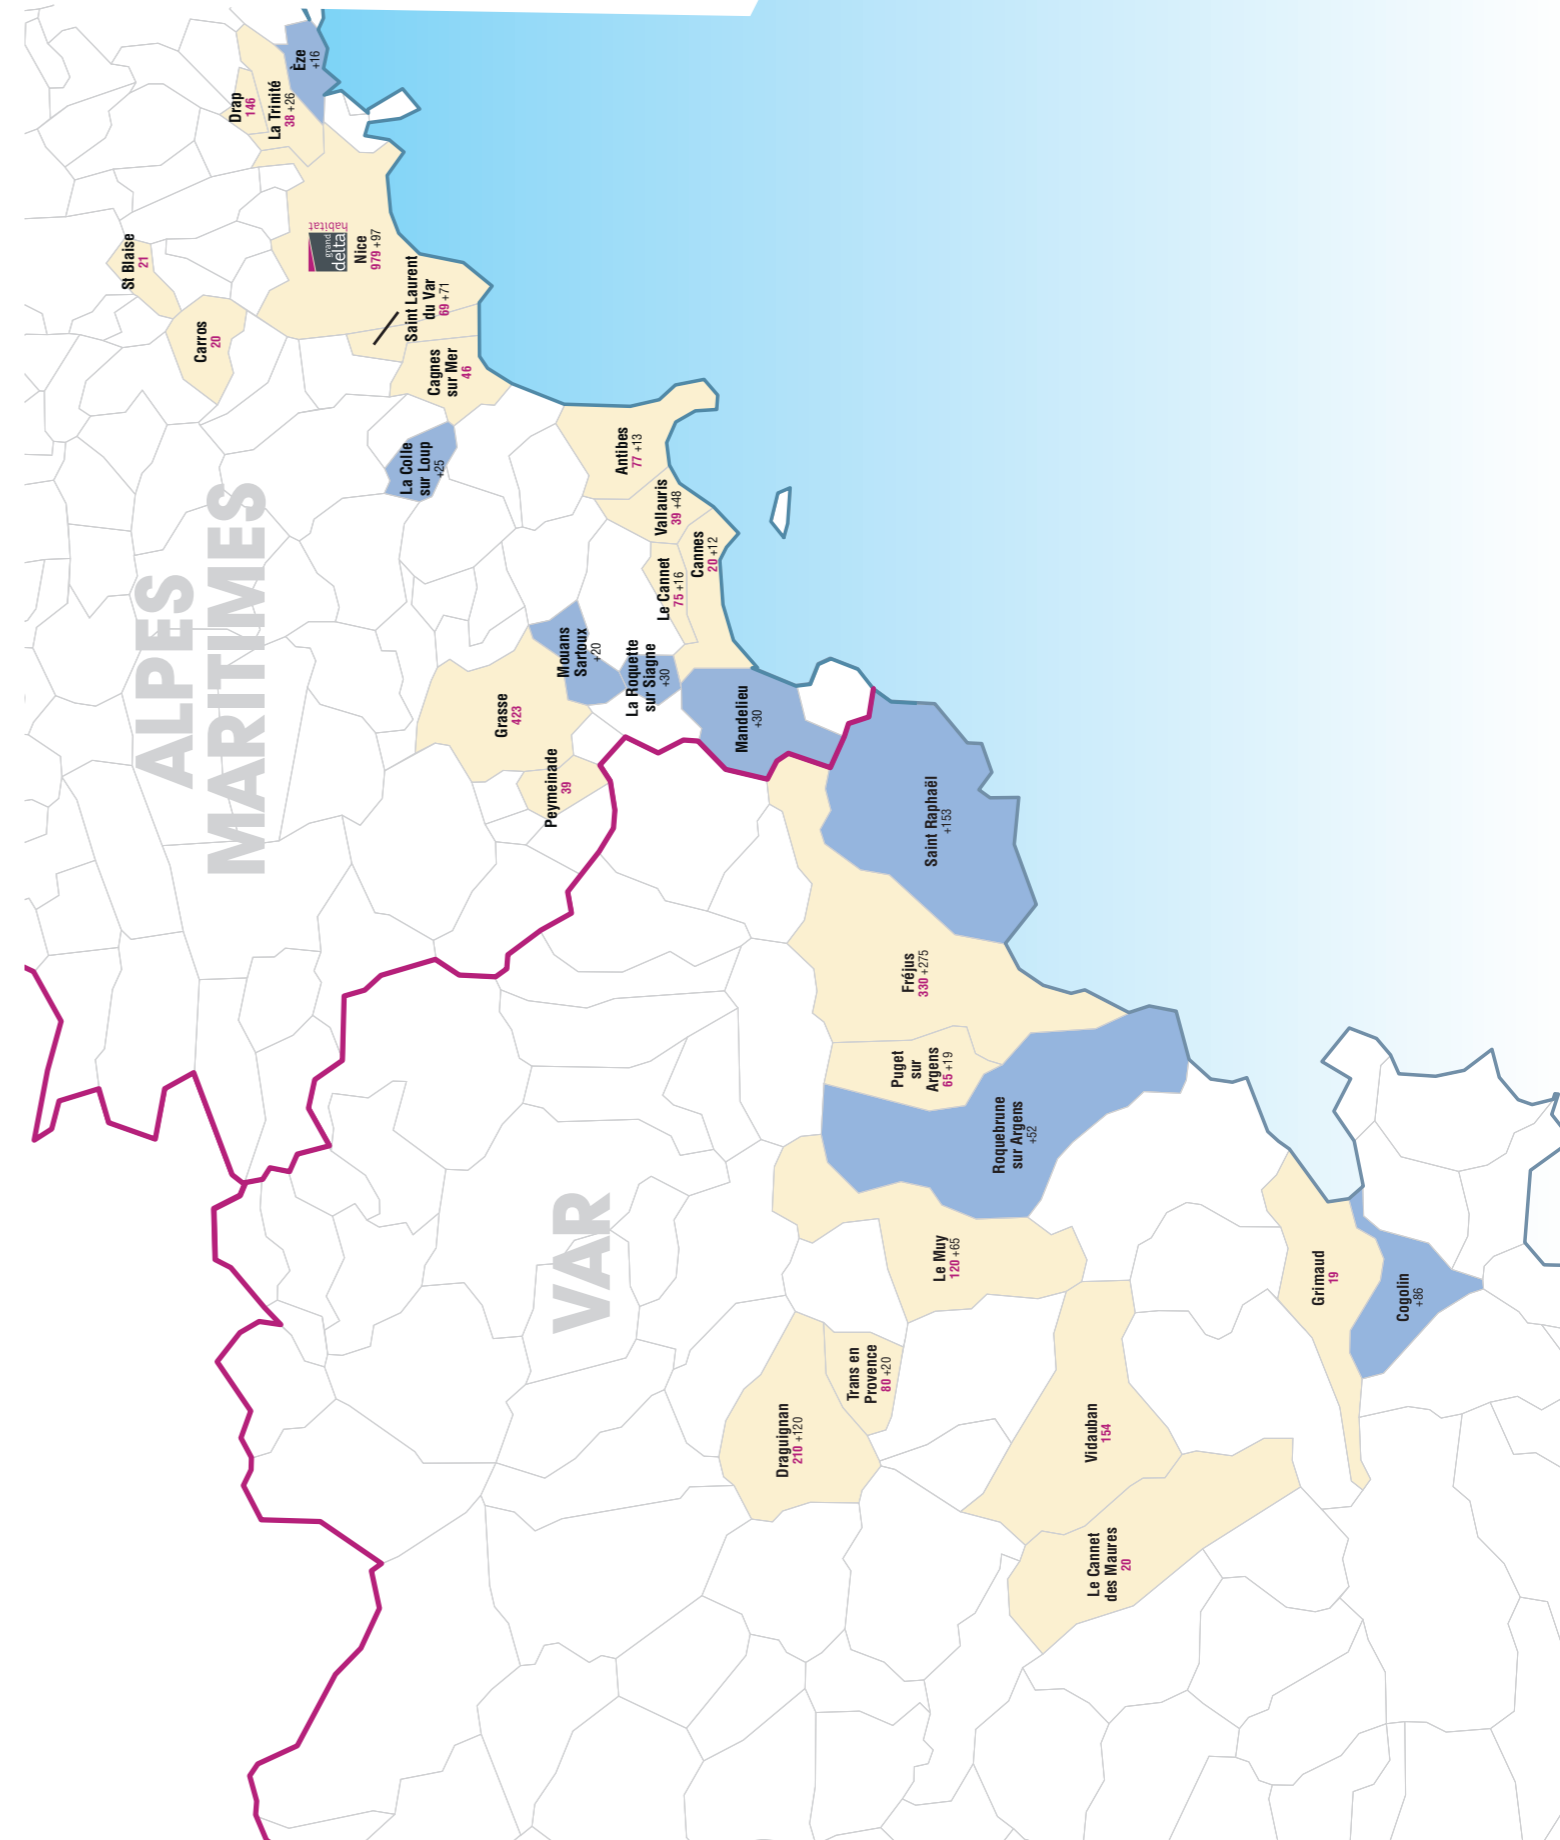 ALPES
MARITIMES
VAR
Èze
+16
Drap
146
La Trinité
38 +26
St Blaise
21
Carros
20
grand
delta
habitat
Nice
979 +97
Saint Laurent
du Var
69 +71
Cagnes
sur Mer
46
La Colle
sur Loup
+25
Antibes
77 +13
Vallauris
39 +48
Le Cannet
75 +16
Cannes
20 +12
Mouans
Sartoux
+20
La Roquette
sur Siagne
+30
Grasse
423
Peymeinade
39
Mandelieu
+30
Saint Raphaël
+153
Fréjus
330 +275
Puget
sur
Argens
65 +19
Roquebrune
sur Argens
+52
Le Muy
120 +65
Trans en
Provence
80 +20
Draguignan
210 +120
Vidauban
154
Le Cannet
des Maures
20
Grimaud
19
Cogolin
+86